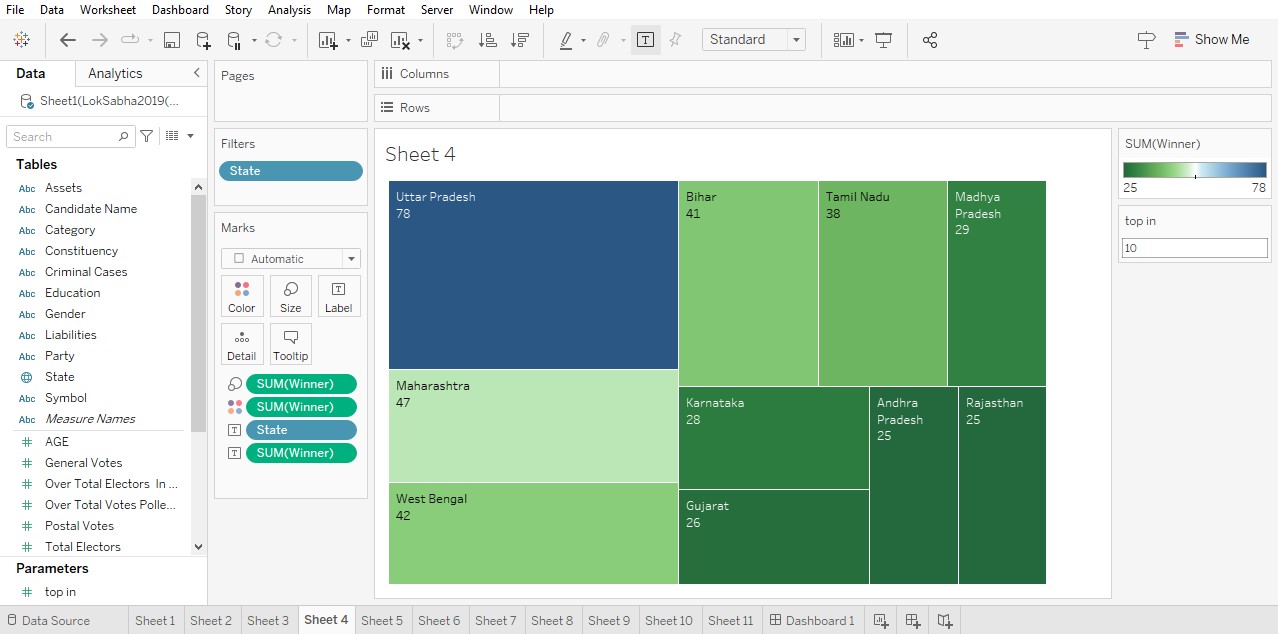 File Data Worksheet Dashboard Story Analysis Map Format Server Window Help
Standard
Show Me
Data Analytics
Sheet1(LokSabha2019(...
Search
Tables
Abc Assets
Abc Candidate Name
Abc Category
Abc Constituency
Abc Criminal Cases
Abc Education
Abc Gender
Abc Liabilities
Abc Party
State
Abc Symbol
Abc Measure Names
# AGE
# General Votes
# Over Total Electors In ...
# Over Total Votes Polle...
# Postal Votes
# Total Electors
Parameters
# top in
Pages
Filters
State
Marks
Automatic
Color Size Label
Detail Tooltip
SUM(Winner)
SUM(Winner)
State
SUM(Winner)
Columns
Rows
Sheet 4
Uttar Pradesh
78
Maharashtra
47
West Bengal
42
Bihar
41
Tamil Nadu
38
Madhya
Pradesh
29
Karnataka
28
Gujarat
26
Andhra
Pradesh
25
Rajasthan
25
SUM(Winner)
25 78
top in
10
Data Source Sheet 1 Sheet 2 Sheet 3 Sheet 4 Sheet 5 Sheet 6 Sheet 7 Sheet 8 Sheet 9 Sheet 10 Sheet 11 Dashboard 1